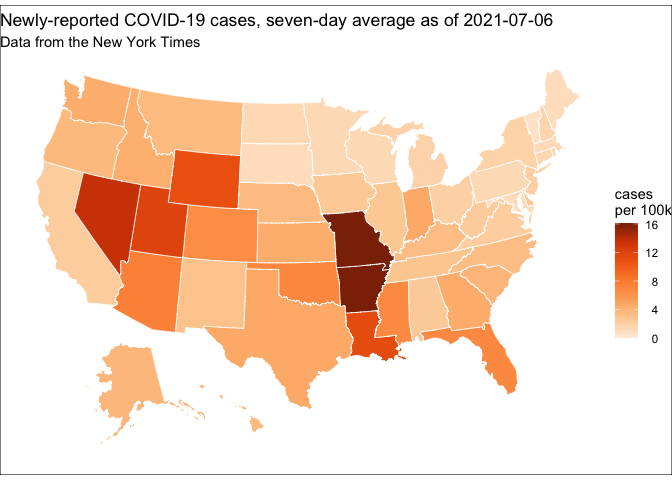 Newly-reported COVID-19 cases, seven-day average as of 2021-07-06
Data from the New York Times
cases
per 100k
16
12
8
4
0